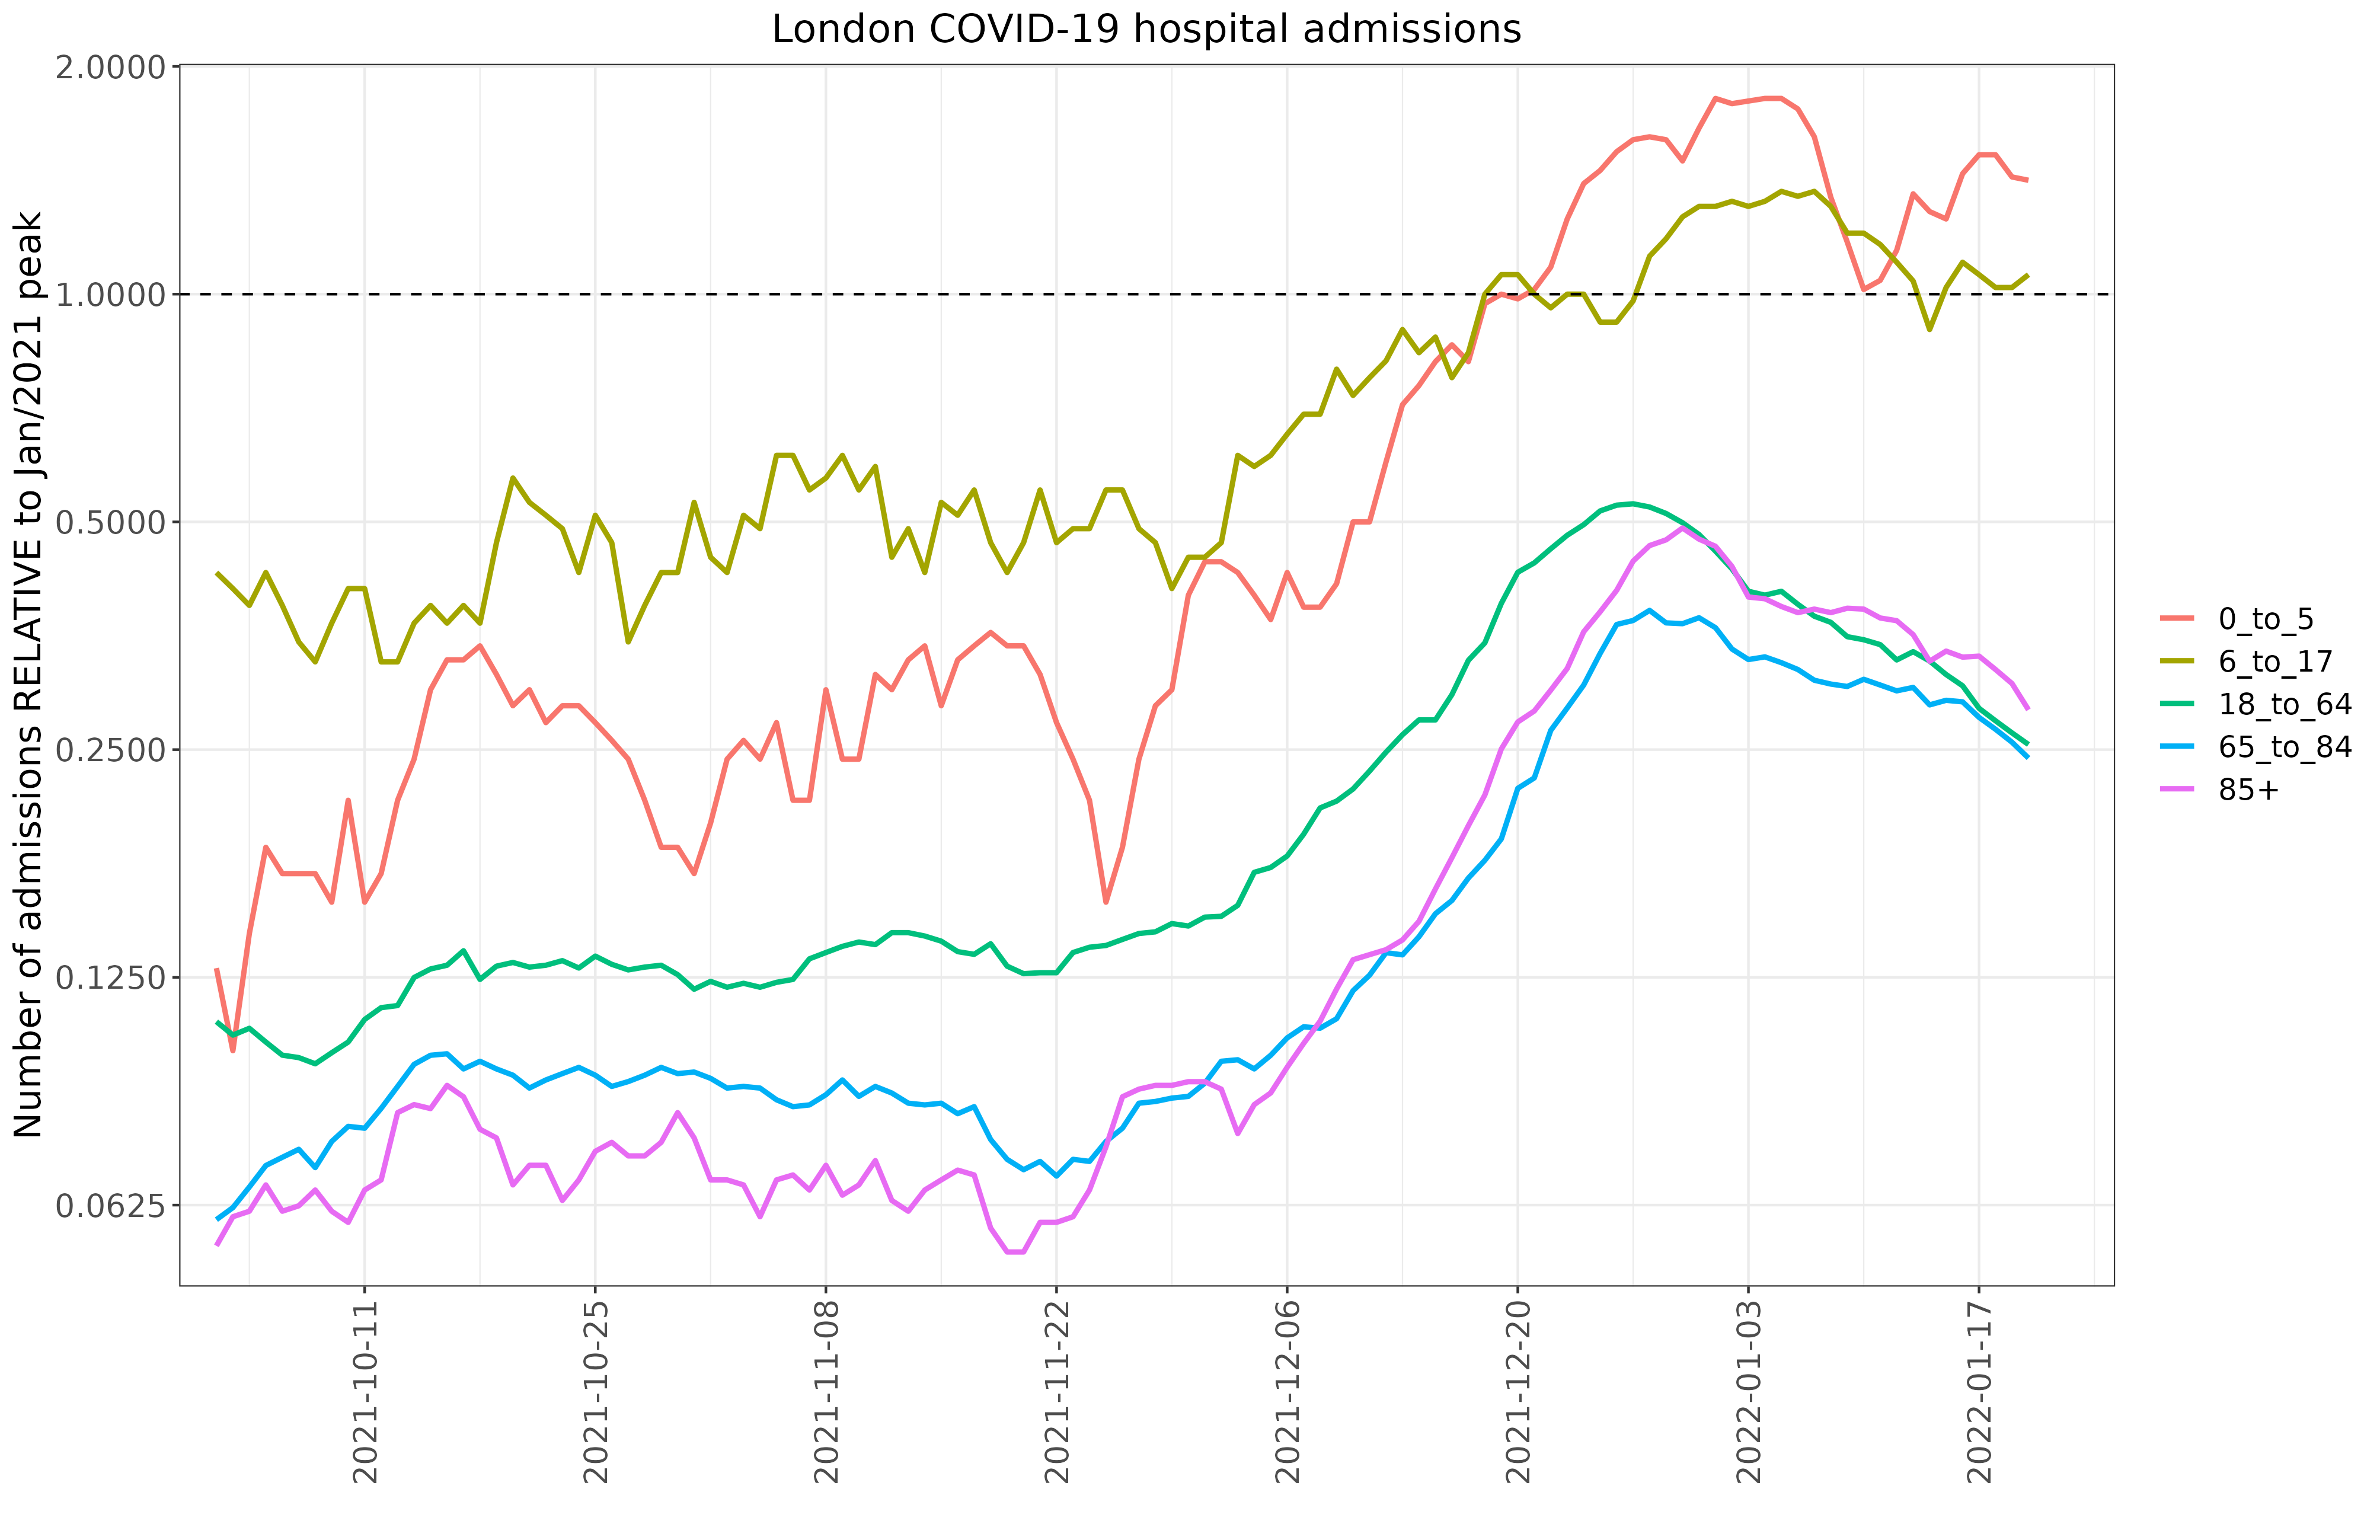 London COVID-19 hospital admissions
Number of admissions RELATIVE to Jan/2021 peak
2.0000
1.0000
0.5000
0.2500
0.1250
0.0625
2021-10-11
2021-10-25
2021-11-08
2021-11-22
2021-12-06
2021-12-20
2022-01-03
2022-01-17
0_to_5
6_to_17
18_to_64
65_to_84
85+